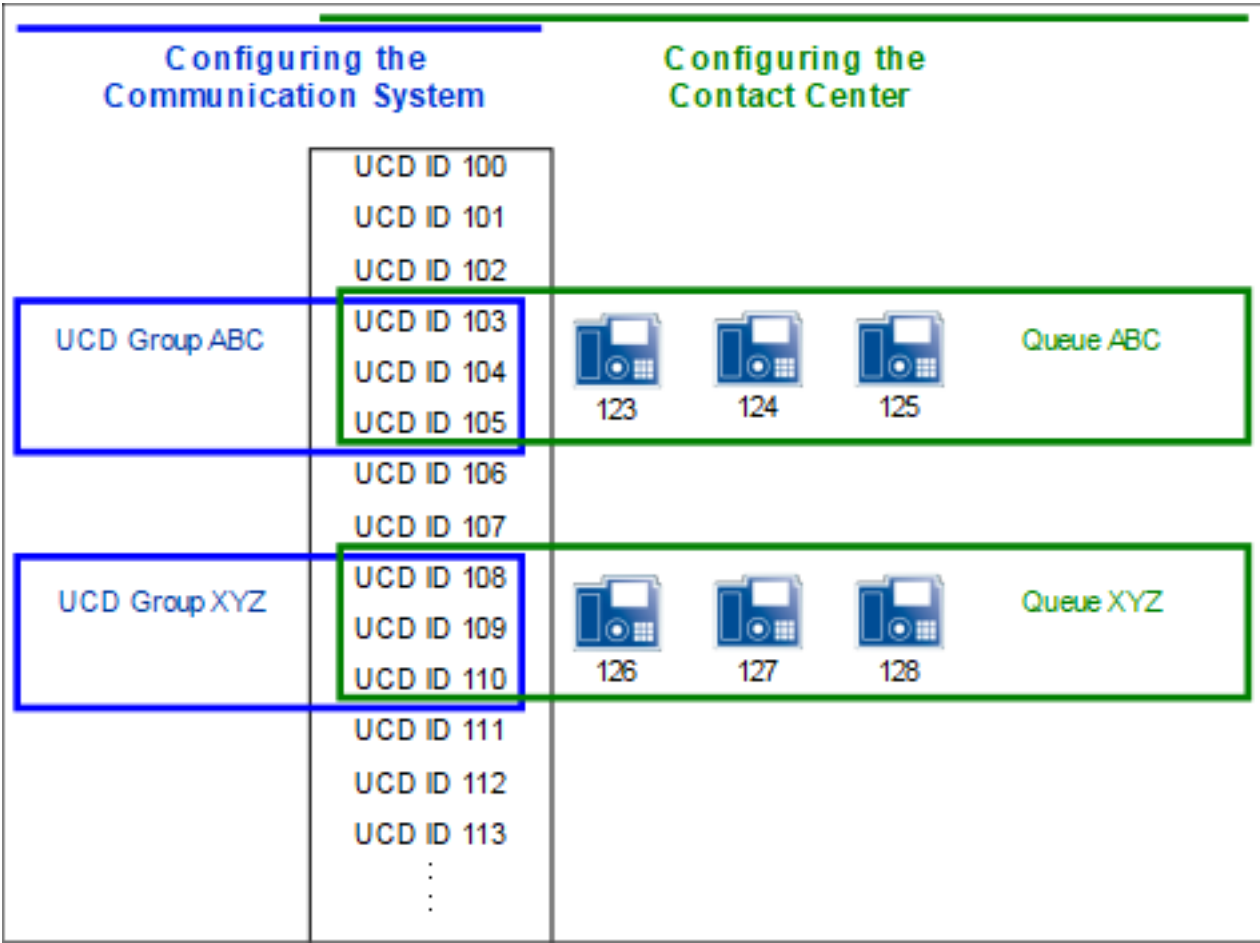 Configuring the
Communication System
Configuring the
Contact Center
UCD ID 100
UCD ID 101
UCD ID 102
UCD Group ABC
UCD ID 103
UCD ID 104
UCD ID 105
123
124
125
Queue ABC
UCD ID 106
UCD ID 107
UCD Group XYZ
UCD ID 108
UCD ID 109
UCD ID 110
126
127
128
Queue XYZ
UCD ID 111
UCD ID 112
UCD ID 113